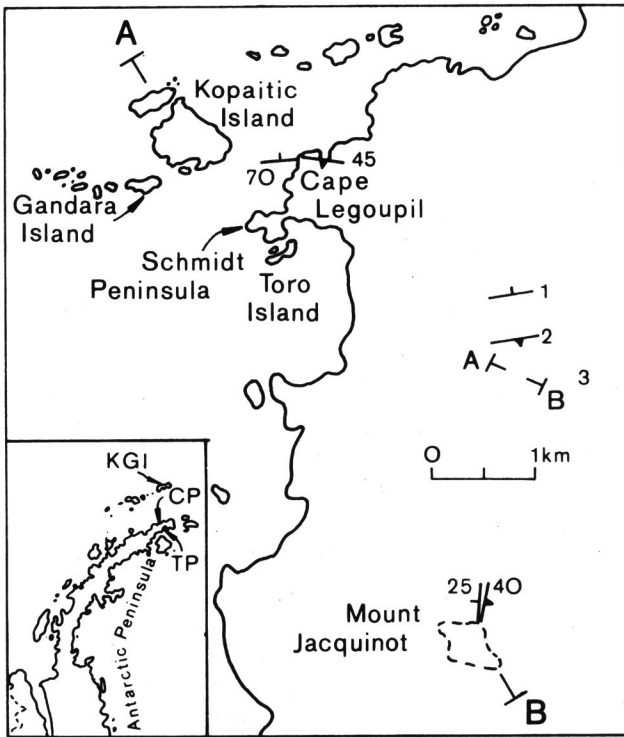 A
Kopaitic
Island
70
45
Cape
Legoupil
Gandara
Island
Schmidt
Peninsula
Toro
Island
1
2
A
B
3
0
1km
KGI
CP
TP
Antarctic Peninsula
25
40
Mount
Jacquinot
B